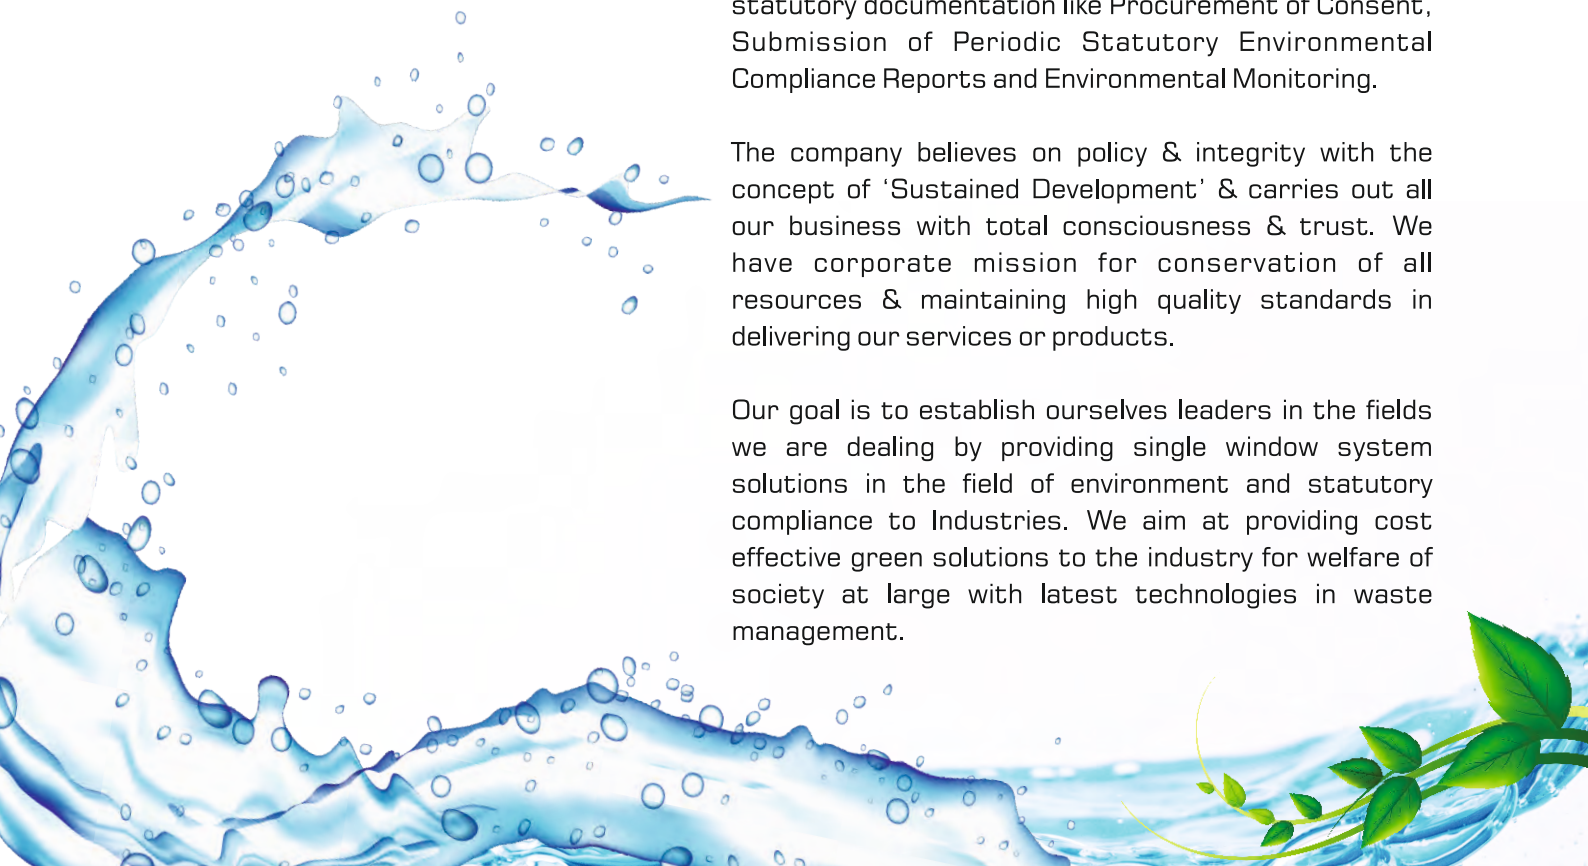 statutory documentation like Procurement of Consent,
Submission of Periodic Statutory Environmental
Compliance Reports and Environmental Monitoring.
The company believes on policy & integrity with the
concept of ‘Sustained Development’ & carries out all
our business with total consciousness & trust. We
have corporate mission for conservation of all
resources & maintaining high quality standards in
delivering our services or products.
Our goal is to establish ourselves leaders in the fields
we are dealing by providing single window system
solutions in the field of environment and statutory
compliance to Industries. We aim at providing cost
effective green solutions to the industry for welfare of
society at large with latest technologies in waste
management.